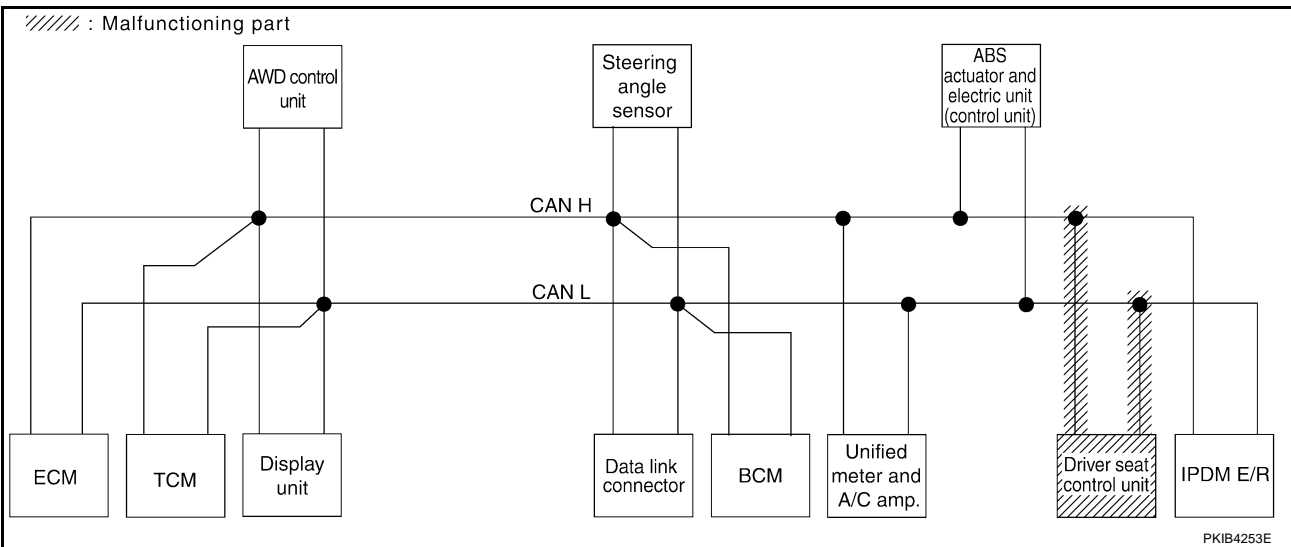 : Malfunctioning part
AWD control
unit
Steering
angle
sensor
ABS
actuator and
electric unit
(control unit)
CAN H
CAN L
ECM
TCM
Display
unit
Data link
connector
BCM
Unified
meter and
A/C amp.
Driver seat
control unit
IPDM E/R
PKIB4253E